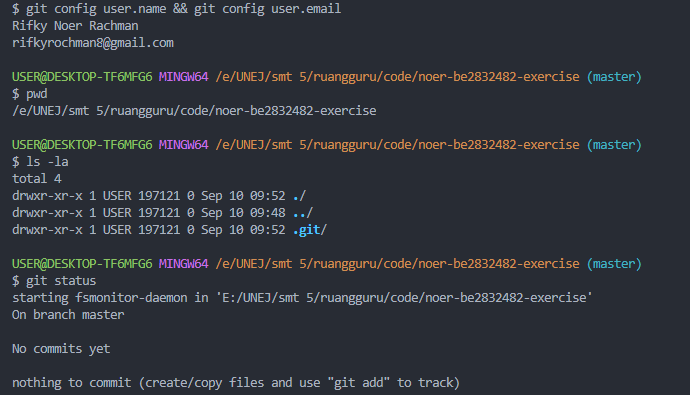 $ git config user.name && git config user.email
Rifky Noer Rachman
rifkyrochman8@gmail.com
USER@DESKTOP-TF6MFG6 MINGW64 /e/UNEJ/smt 5/ruangguru/code/noer-be2832482-exercise (master)
$ pwd
/e/UNEJ/smt 5/ruangguru/code/noer-be2832482-exercise
USER@DESKTOP-TF6MFG6 MINGW64 /e/UNEJ/smt 5/ruangguru/code/noer-be2832482-exercise (master)
$ ls -la
total 4
drwxr-xr-x 1 USER 197121 0 Sep 10 09:52 ./
drwxr-xr-x 1 USER 197121 0 Sep 10 09:48 ../
drwxr-xr-x 1 USER 197121 0 Sep 10 09:52 .git/
USER@DESKTOP-TF6MFG6 MINGW64 /e/UNEJ/smt 5/ruangguru/code/noer-be2832482-exercise (master)
$ git status
starting fsmonitor-daemon in 'E:/UNEJ/smt 5/ruangguru/code/noer-be2832482-exercise'
On branch master
No commits yet
nothing to commit (create/copy files and use "git add" to track)